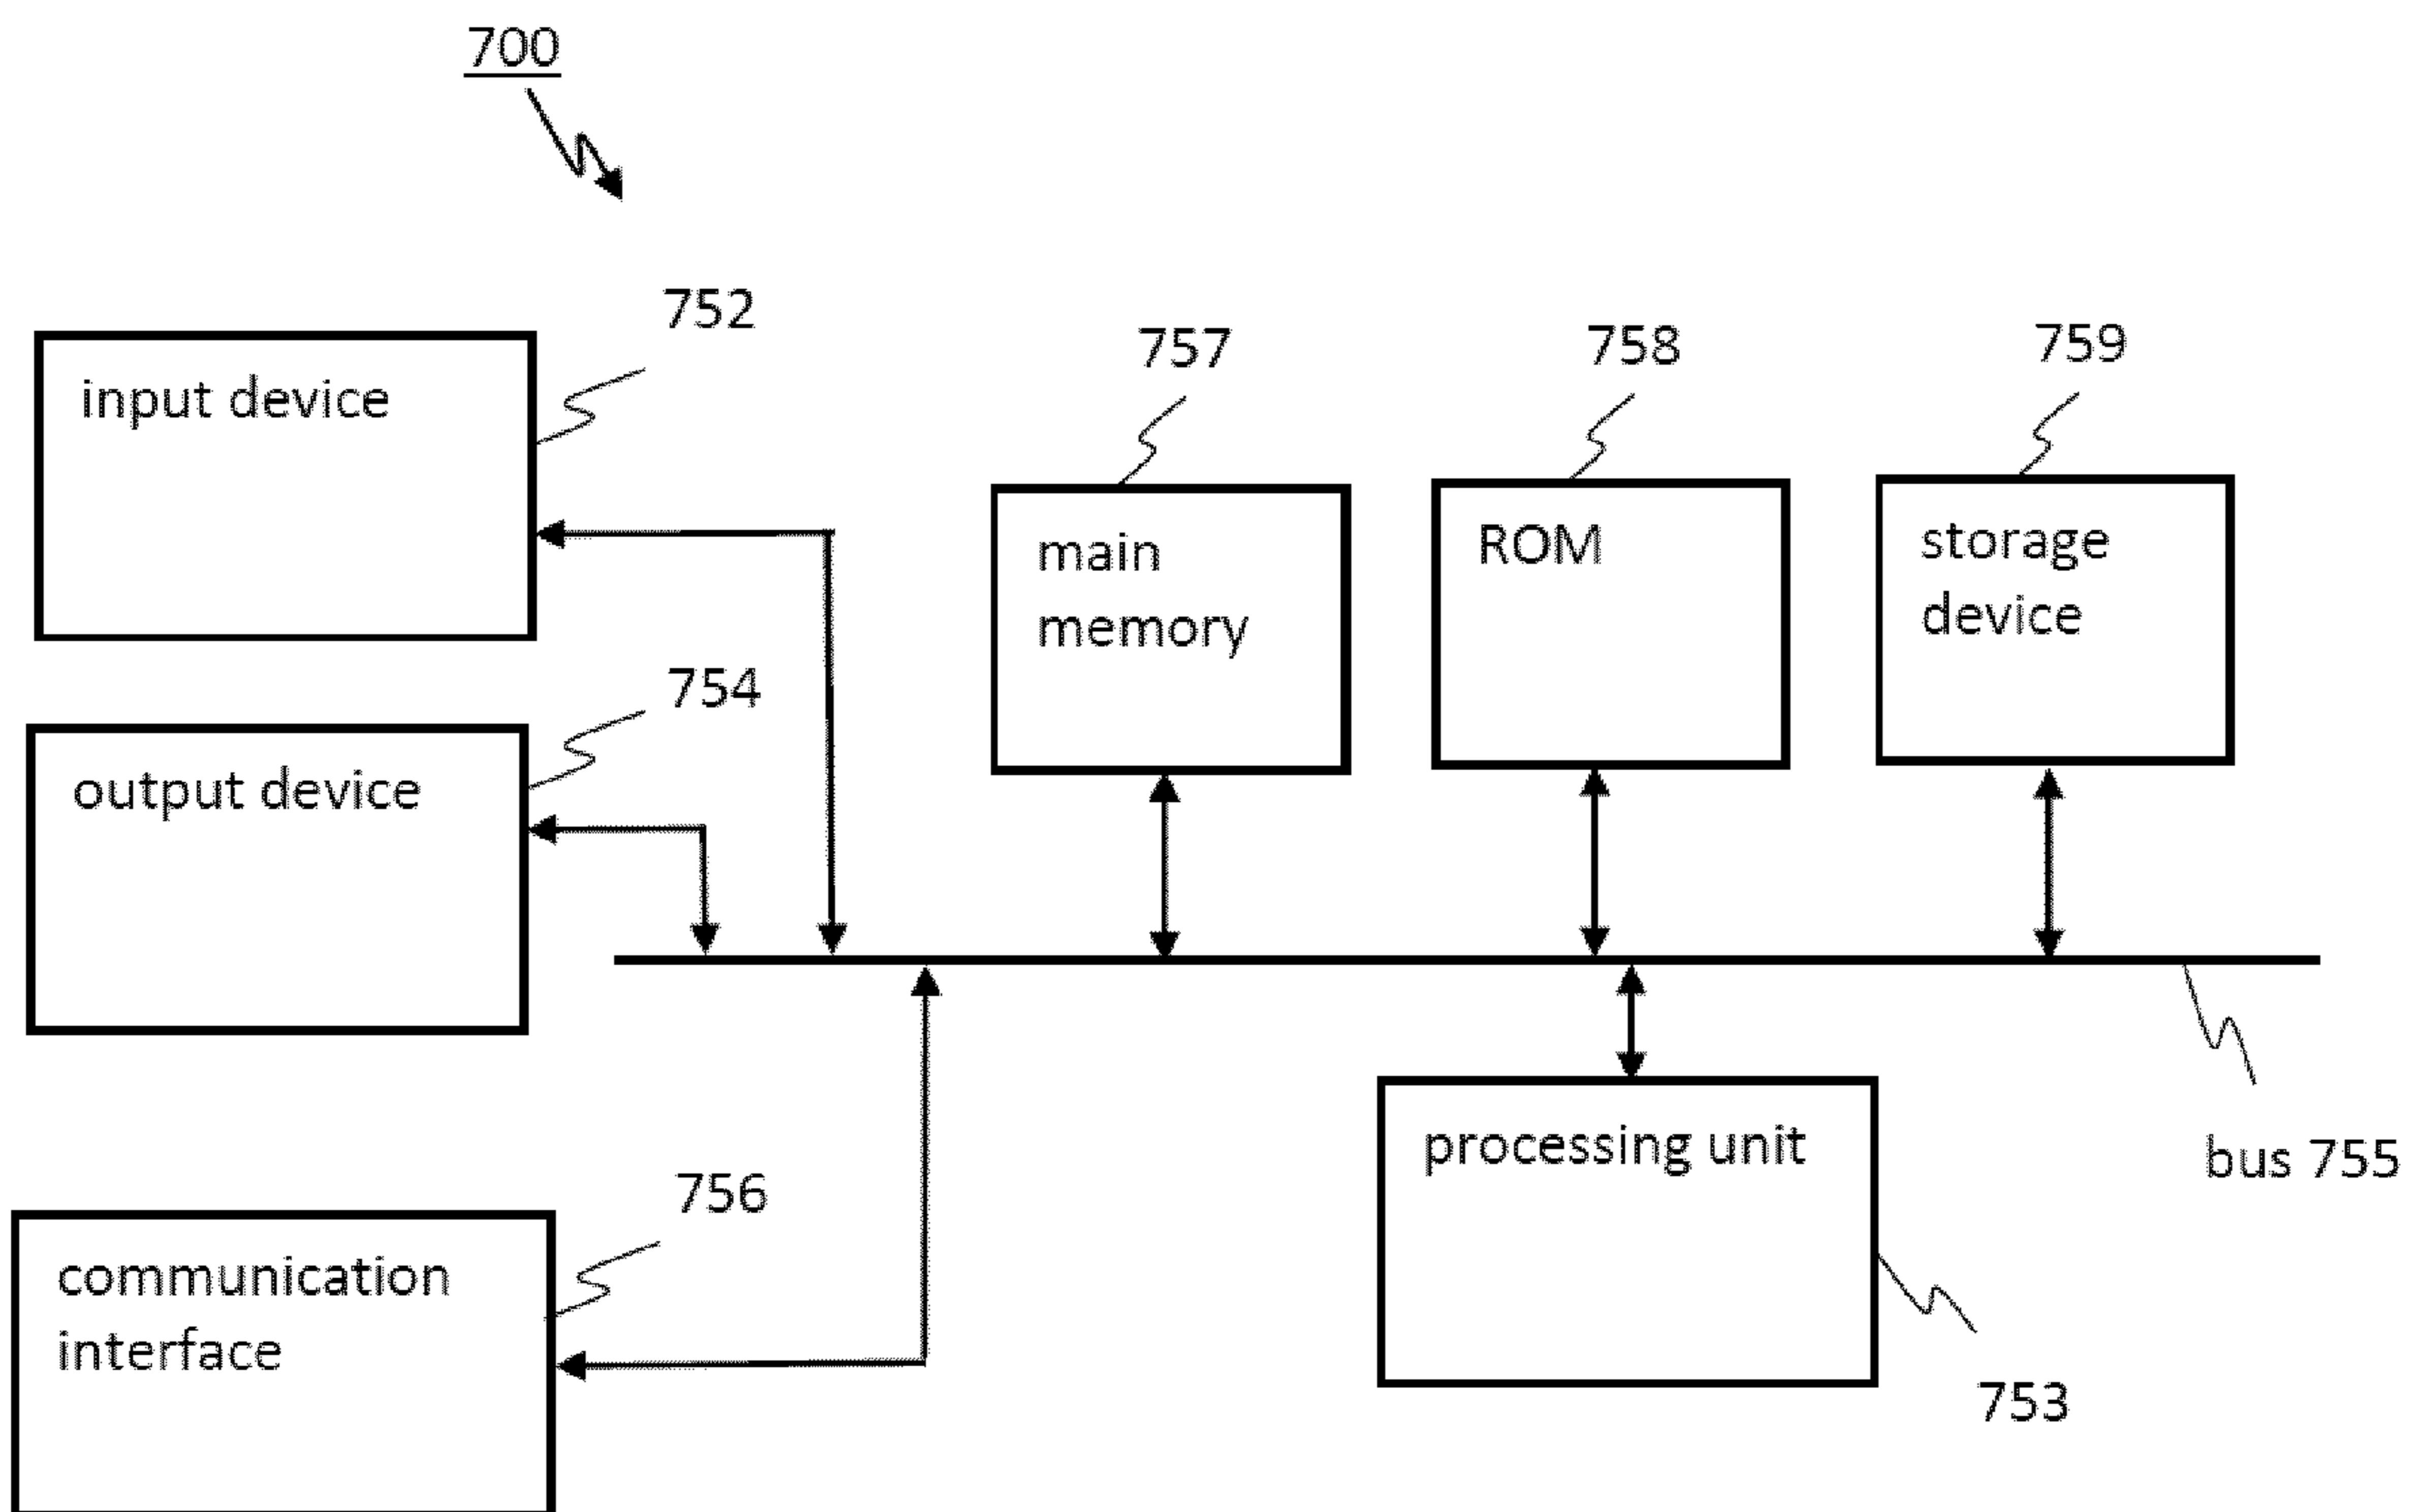 700
752
input device
757
758
759
main
memory
ROM
storage
device
754
output device
756
communication
interface
processing unit
bus 755
753